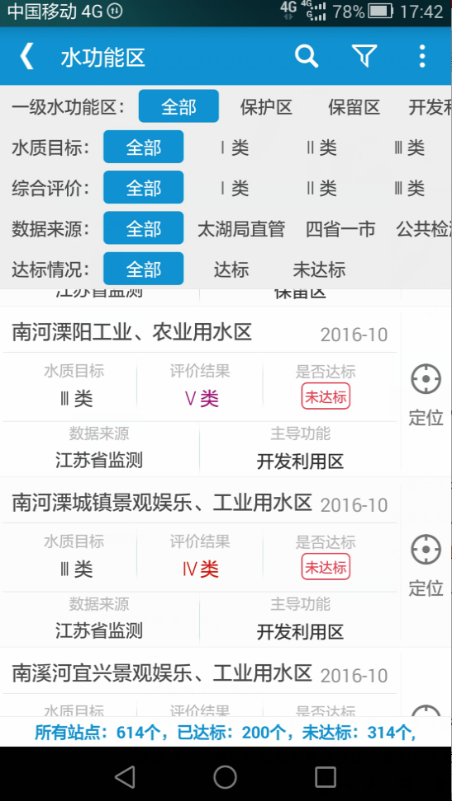 中国移动 4G 4G 4G 78% 17:42
水功能区
一级水功能区： 全部 保护区 保留区 开发利
水质目标： 全部 Ⅰ类 Ⅱ类 Ⅲ类
综合评价： 全部 Ⅰ类 Ⅱ类 Ⅲ类
数据来源： 全部 太湖局直管 四省一市 公共检测
达标情况： 全部 达标 未达标
江苏省监测 保留区
南河溧阳工业、农业用水区 2016-10
水质目标 评价结果 是否达标
Ⅲ类 Ⅴ类 未达标
定位
数据来源 主导功能
江苏省监测 开发利用区
南河溧城镇景观娱乐、工业用水区 2016-10
水质目标 评价结果 是否达标
Ⅲ类 Ⅳ类 未达标
定位
数据来源 主导功能
江苏省监测 开发利用区
南溪河宜兴景观娱乐、工业用水区 2016-10
水质目标 评价结果 是否达标
所有站点：614个，已达标：200个，未达标：314个，